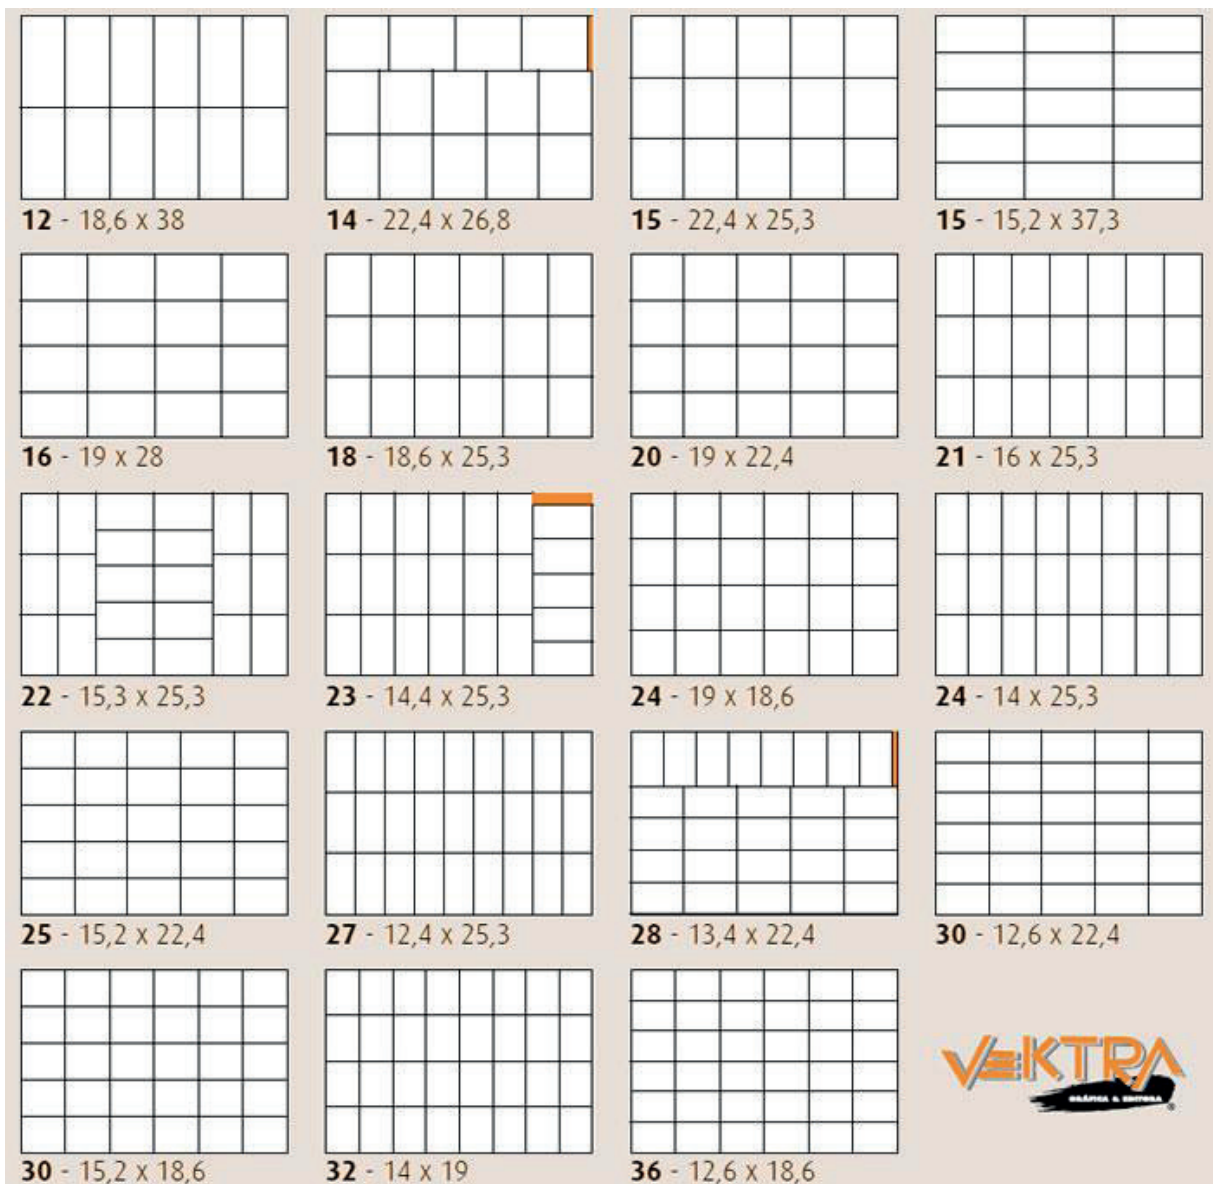 12 - 18,6 x 38
14 - 22,4 x 26,8
15 - 22,4 x 25,3
15 - 15,2 x 37,3
16 - 19 x 28
18 - 18,6 x 25,3
20 - 19 x 22,4
21 - 16 x 25,3
22 - 15,3 x 25,3
23 - 14,4 x 25,3
24 - 19 x 18,6
24 - 14 x 25,3
25 - 15,2 x 22,4
27 - 12,4 x 25,3
28 - 13,4 x 22,4
30 - 12,6 x 22,4
30 - 15,2 x 18,6
32 - 14 x 19
36 - 12,6 x 18,6
VEKTRA
GRÁFICA & EDITORA
®